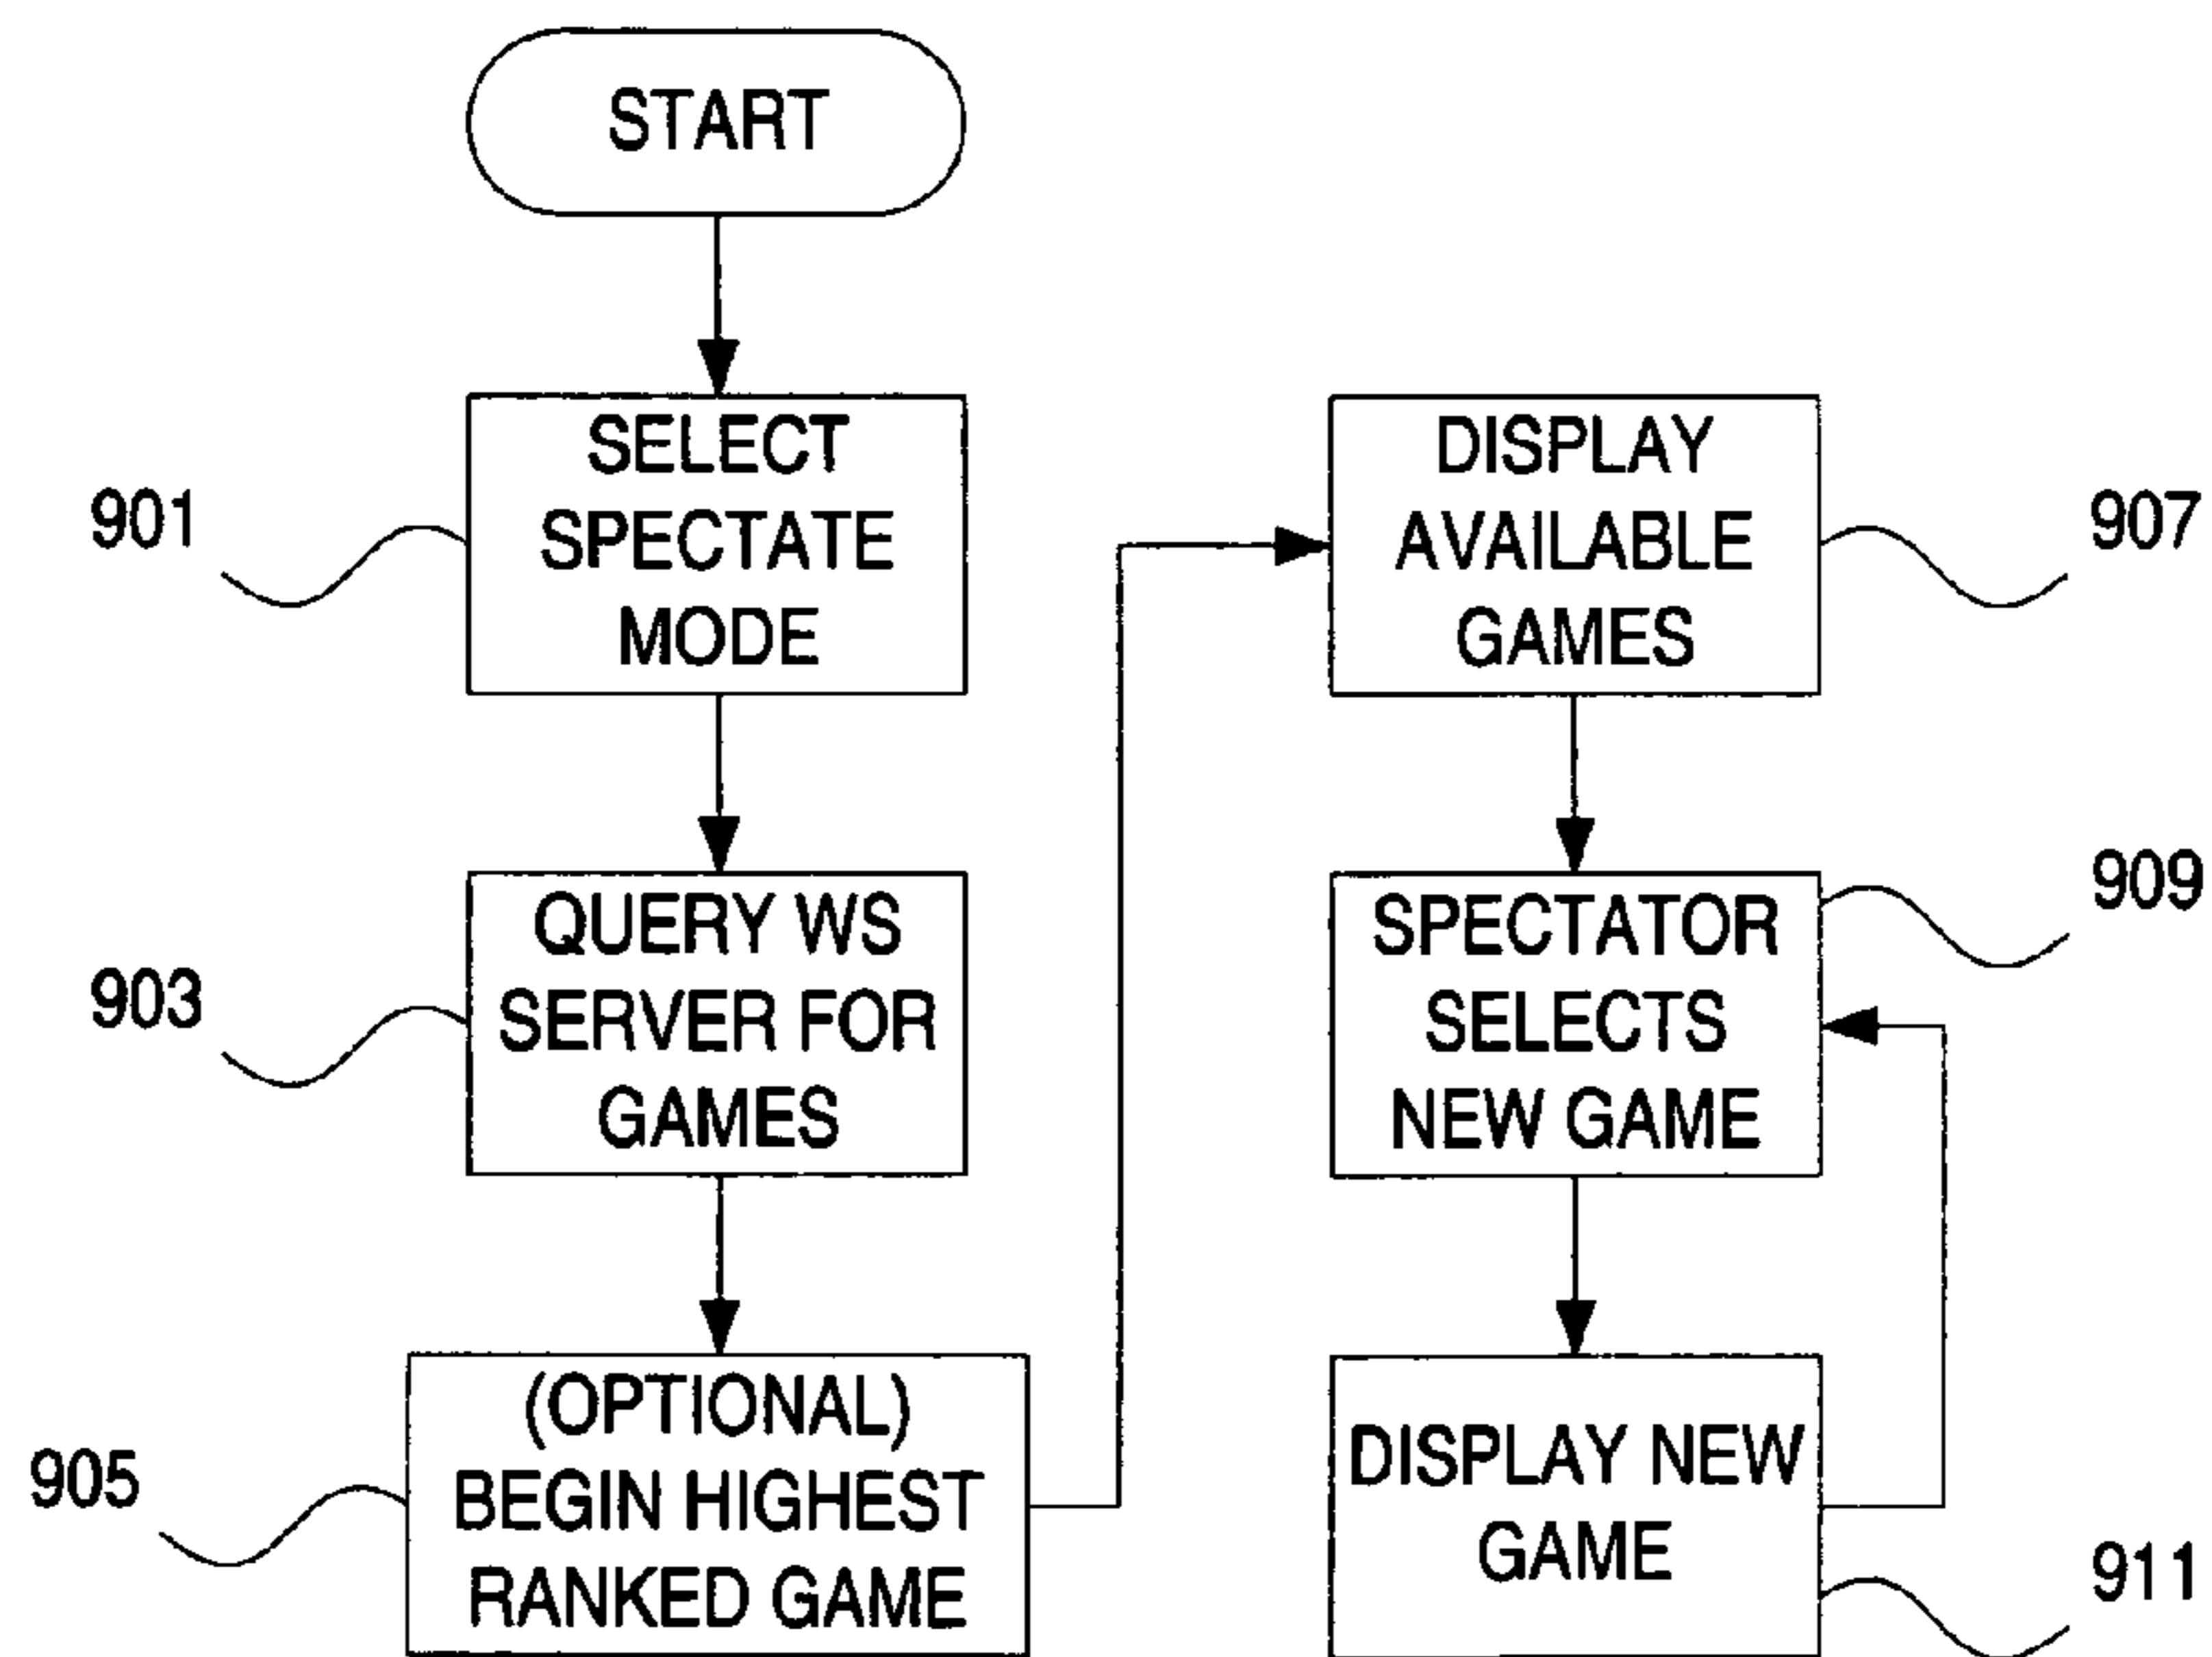 START
901
SELECT
SPECTATE
MODE
903
QUERY WS
SERVER FOR
GAMES
905
(OPTIONAL)
BEGIN HIGHEST
RANKED GAME
DISPLAY
AVAILABLE
GAMES
907
SPECTATOR
SELECTS
NEW GAME
909
DISPLAY NEW
GAME
911